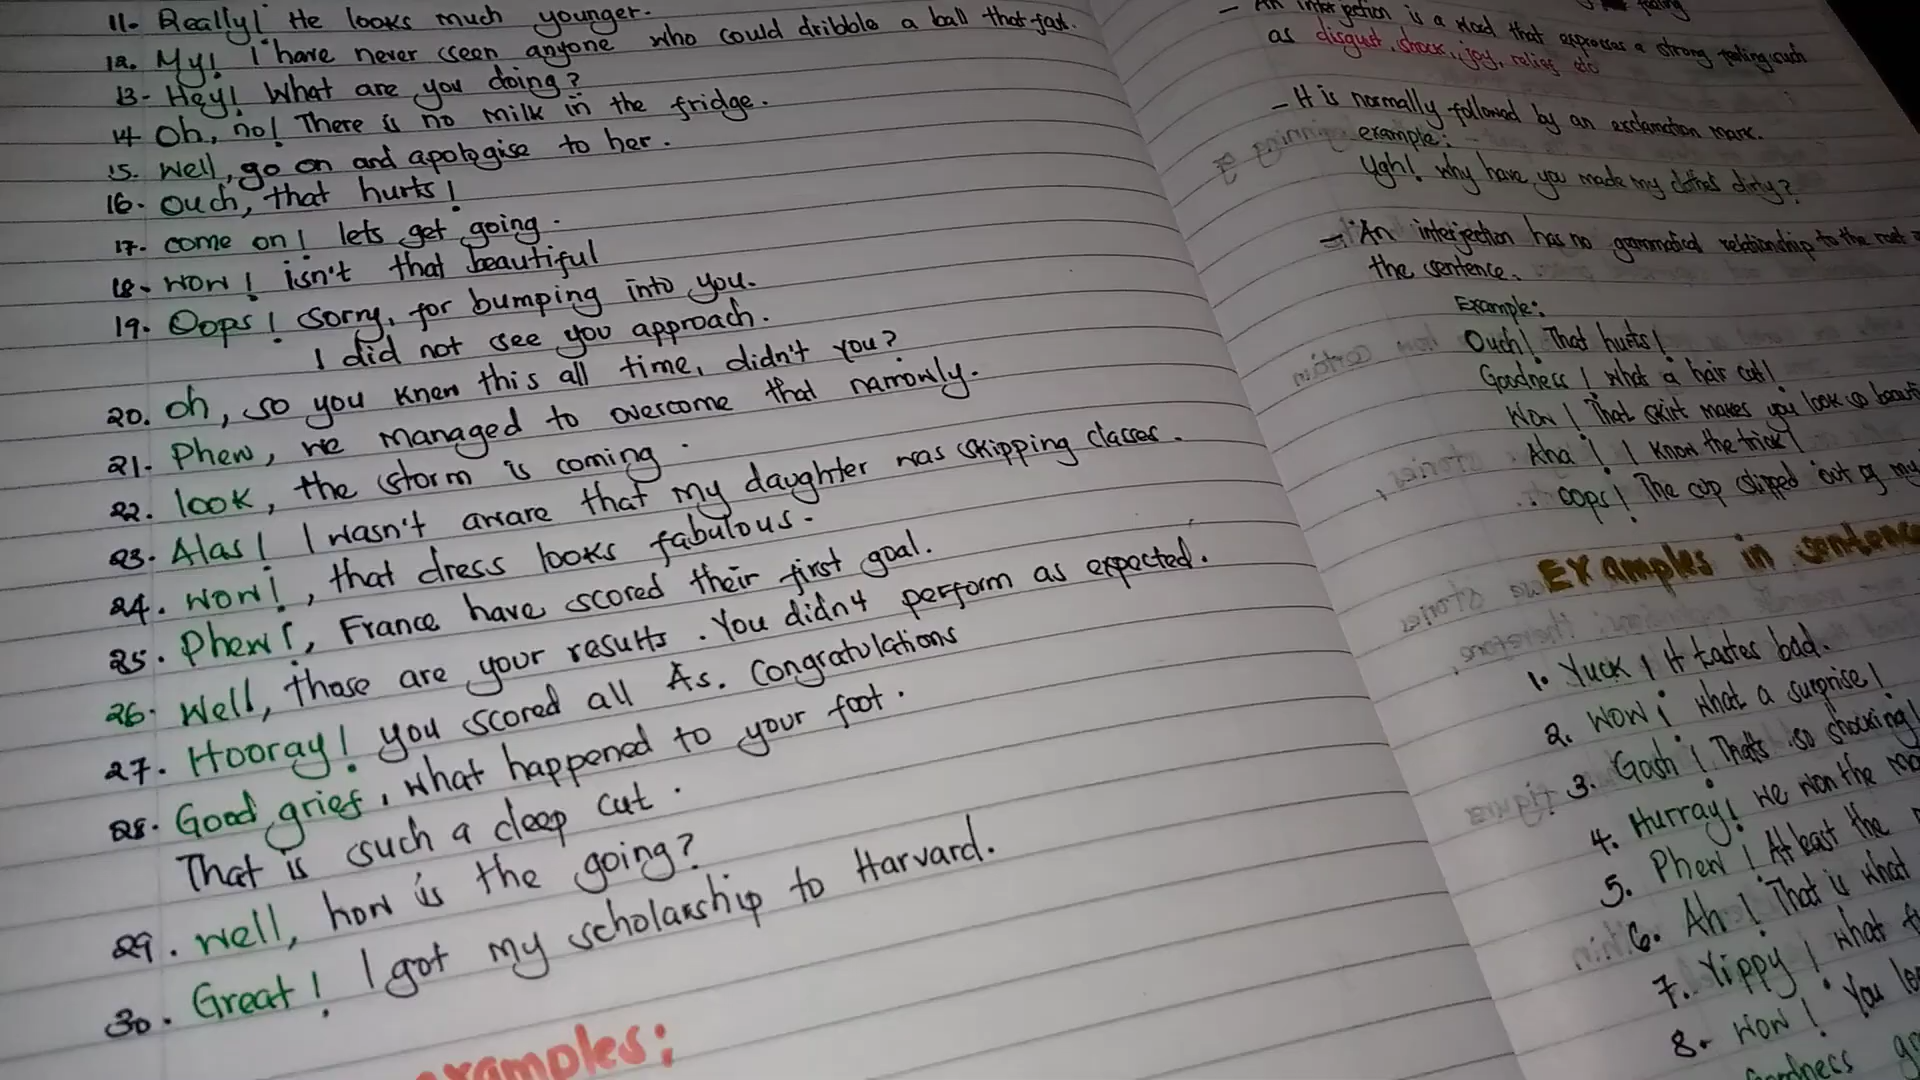 11. Really! He looks much younger.
12. My! I have never seen anyone who could dribble a ball that fast.
13- Hey! What are you doing?
14 Oh, no! There is no milk in the fridge.
15. Well, go on and apologise to her.
16. Ouch, that hurts!
17. come on! lets get going.
18. wow! isn't that beautiful
19. Oops! Sorry, for bumping into you.
I did not see you approach.
20. Oh, so you knew this all time, didn't you?
21. Phew, we managed to overcome that narrowly.
22. look, the storm is coming.
23. Alas! I wasn't aware that my daughter was skipping classes.
24. wow!, that dress looks fabulous.
25. Phew!, France have scored their first goal.
26. Well, those are your results. You didn't perform as expected.
27. Hooray! you scored all As. Congratulations
28. Good grief, what happened to your foot.
That is such a deep cut.
29. well, how is the going?
30. Great! I got my scholarship to Harvard.
examples:
- An interjection is a word that expresses a strong feeling such
as disgust, shock, joy, relief etc
- It is normally followed by an exclamation mark.
example:
Ugh! why have you made my clothes dirty?
- An interjection has no grammatical relationship to the rest
the sentence.
Example:
Ouch! That hurts!
Goodness! what a hair cut!
Wow! That skirt makes you look so
Aha! I know the trick!
oops! The cup slipped out of my
Examples in
1. Yuck! It tastes bad.
2. Wow! what a surprise!
3. Gosh! Thats so shocking!
4. Hurray! we won the
5. Phew! At least the
6. Ah! That is what
7. Yippy! what
8. wow! You
Goodness